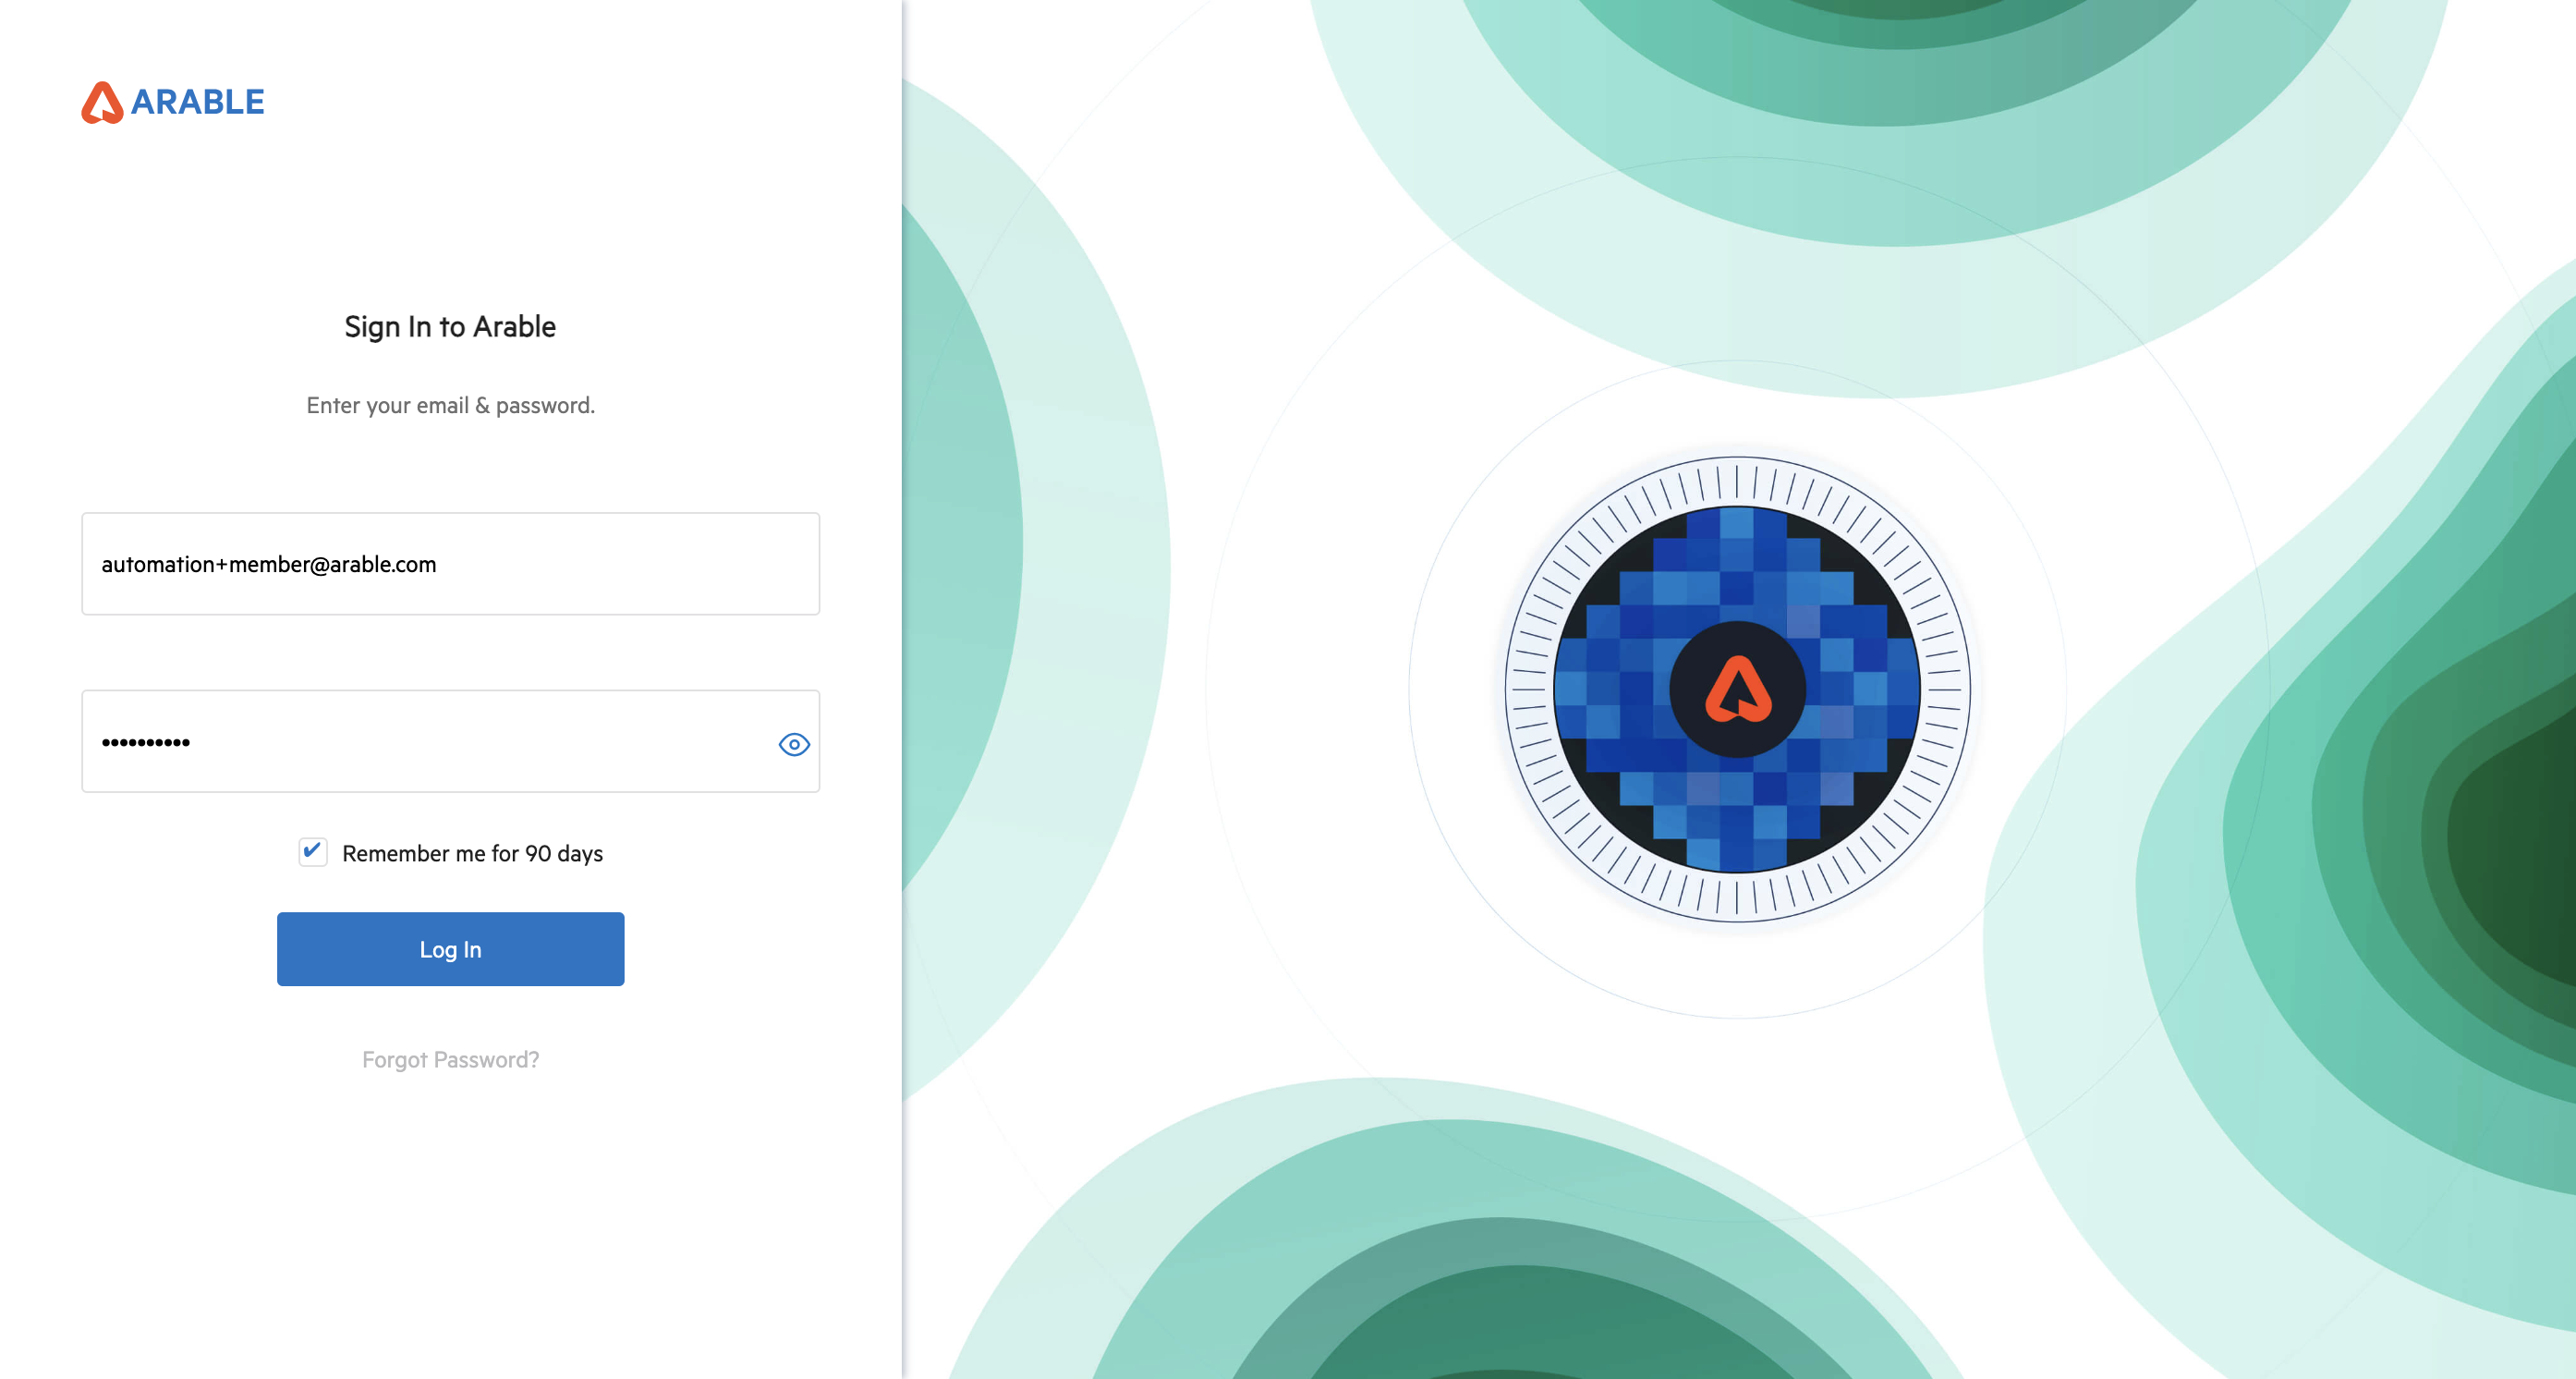 ARABLE
Sign In to Arable
Enter your email & password.
automation+member@arable.com
••••••••••
Remember me for 90 days
Log In
Forgot Password?